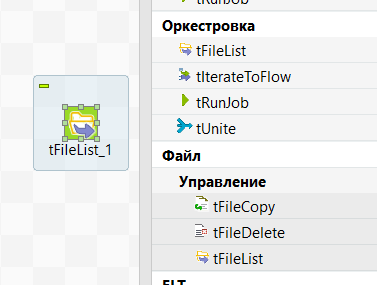 tRunJob
Оркестровка
tFileList
tIterateToFlow
tRunJob
tUnite
tFileList_1
Файл
Управление
tFileCopy
tFileDelete
tFileList
ELT